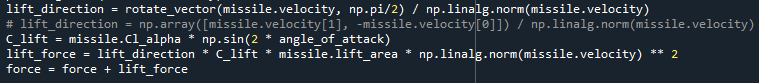 lift_direction = rotate_vector(missile.velocity, np.pi/2) / np.linalg.norm(missile.velocity)
# lift_direction = np.array([missile.velocity[1], -missile.velocity[0]]) / np.linalg.norm(missile.velocity)
C_lift = missile.Cl_alpha * np.sin(2 * angle_of_attack)
lift_force = lift_direction * C_lift * missile.lift_area * np.linalg.norm(missile.velocity) ** 2
force = force + lift_force